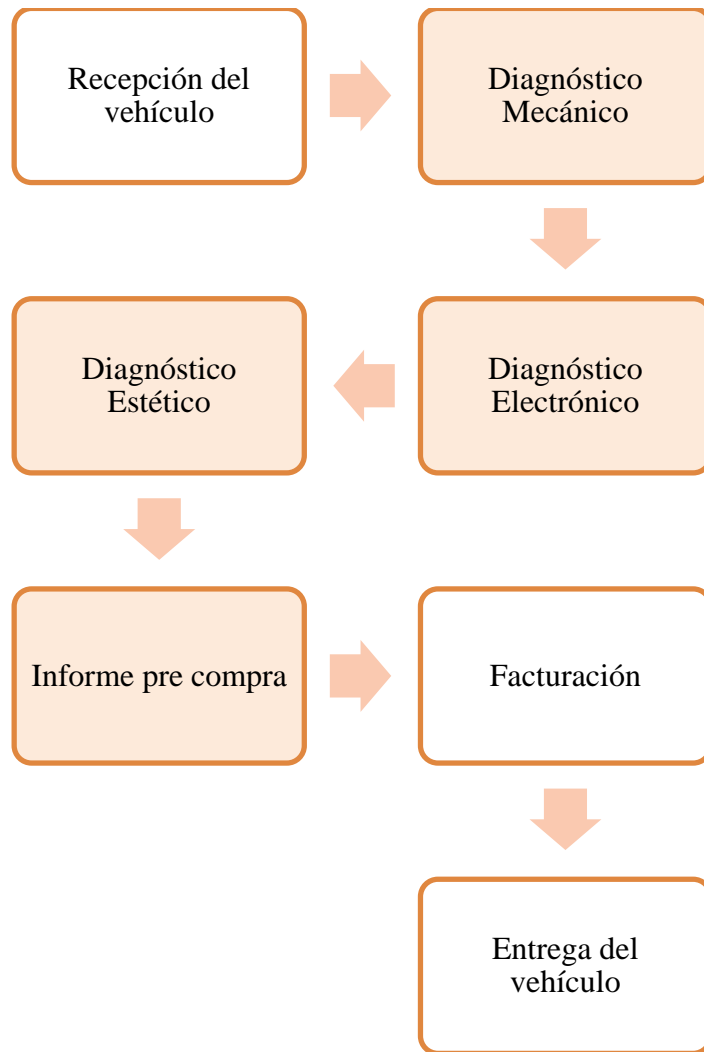 Recepción del
vehículo
Diagnóstico
Mecánico
Diagnóstico
Electrónico
Diagnóstico
Estético
Informe pre compra
Facturación
Entrega del
vehículo